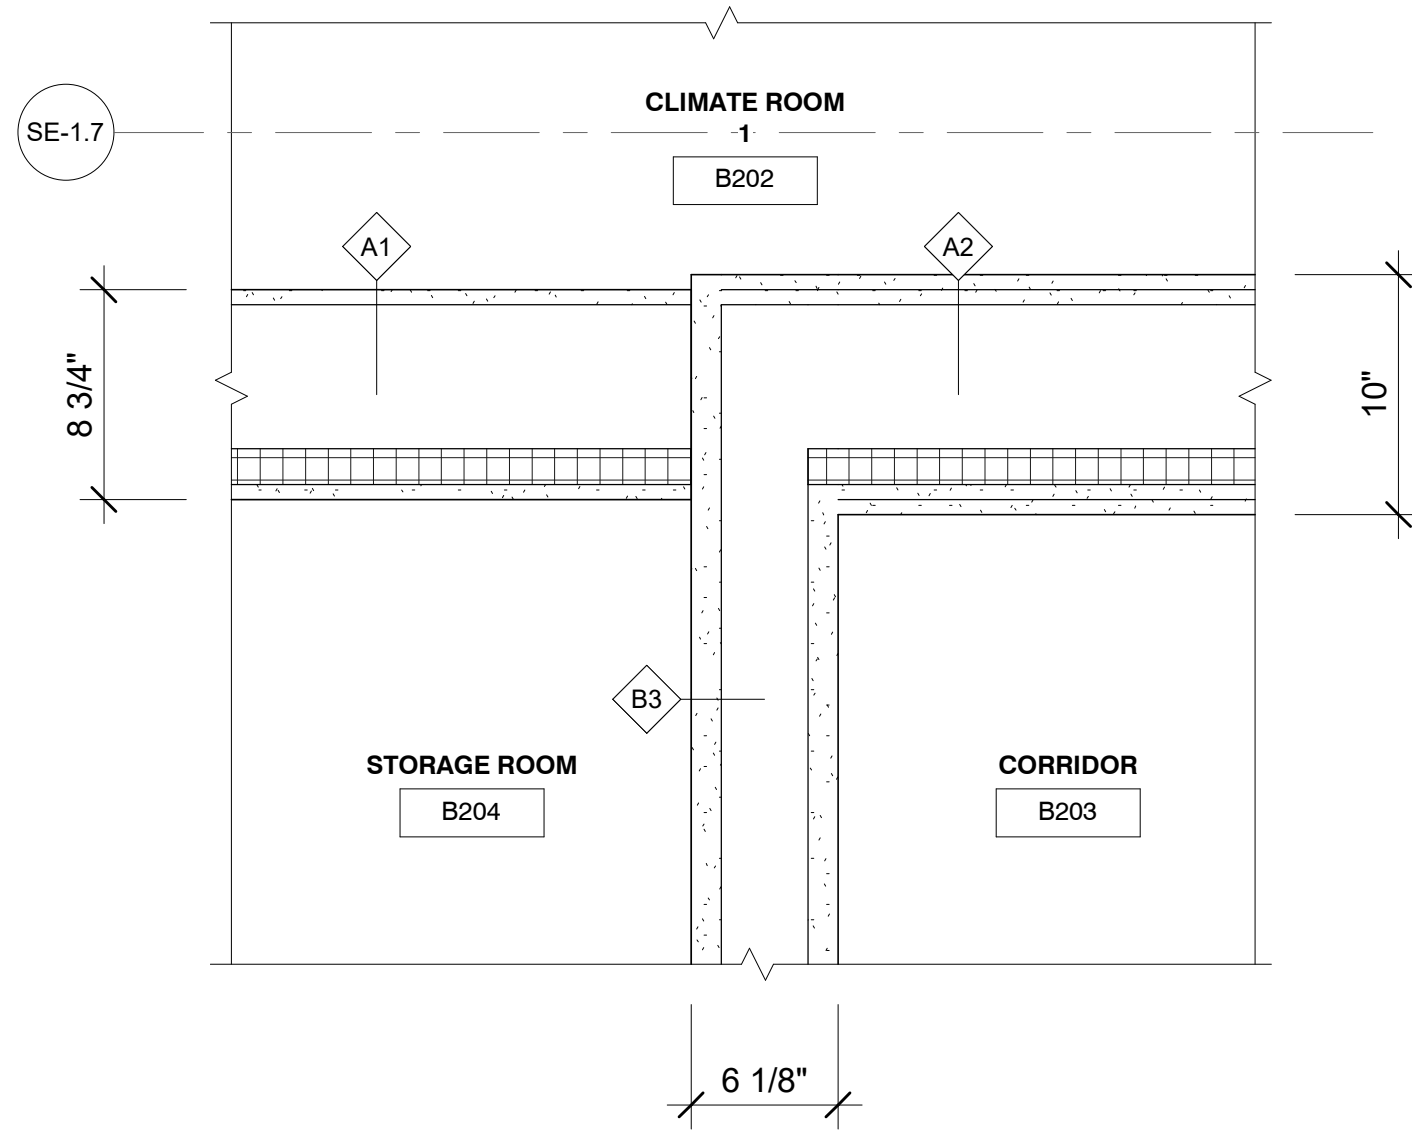 CLIMATE ROOM
SE-1.7
1
B202
A1
A2
8 3/4"
10"
B3
STORAGE ROOM
CORRIDOR
B204
B203
6 1/8"